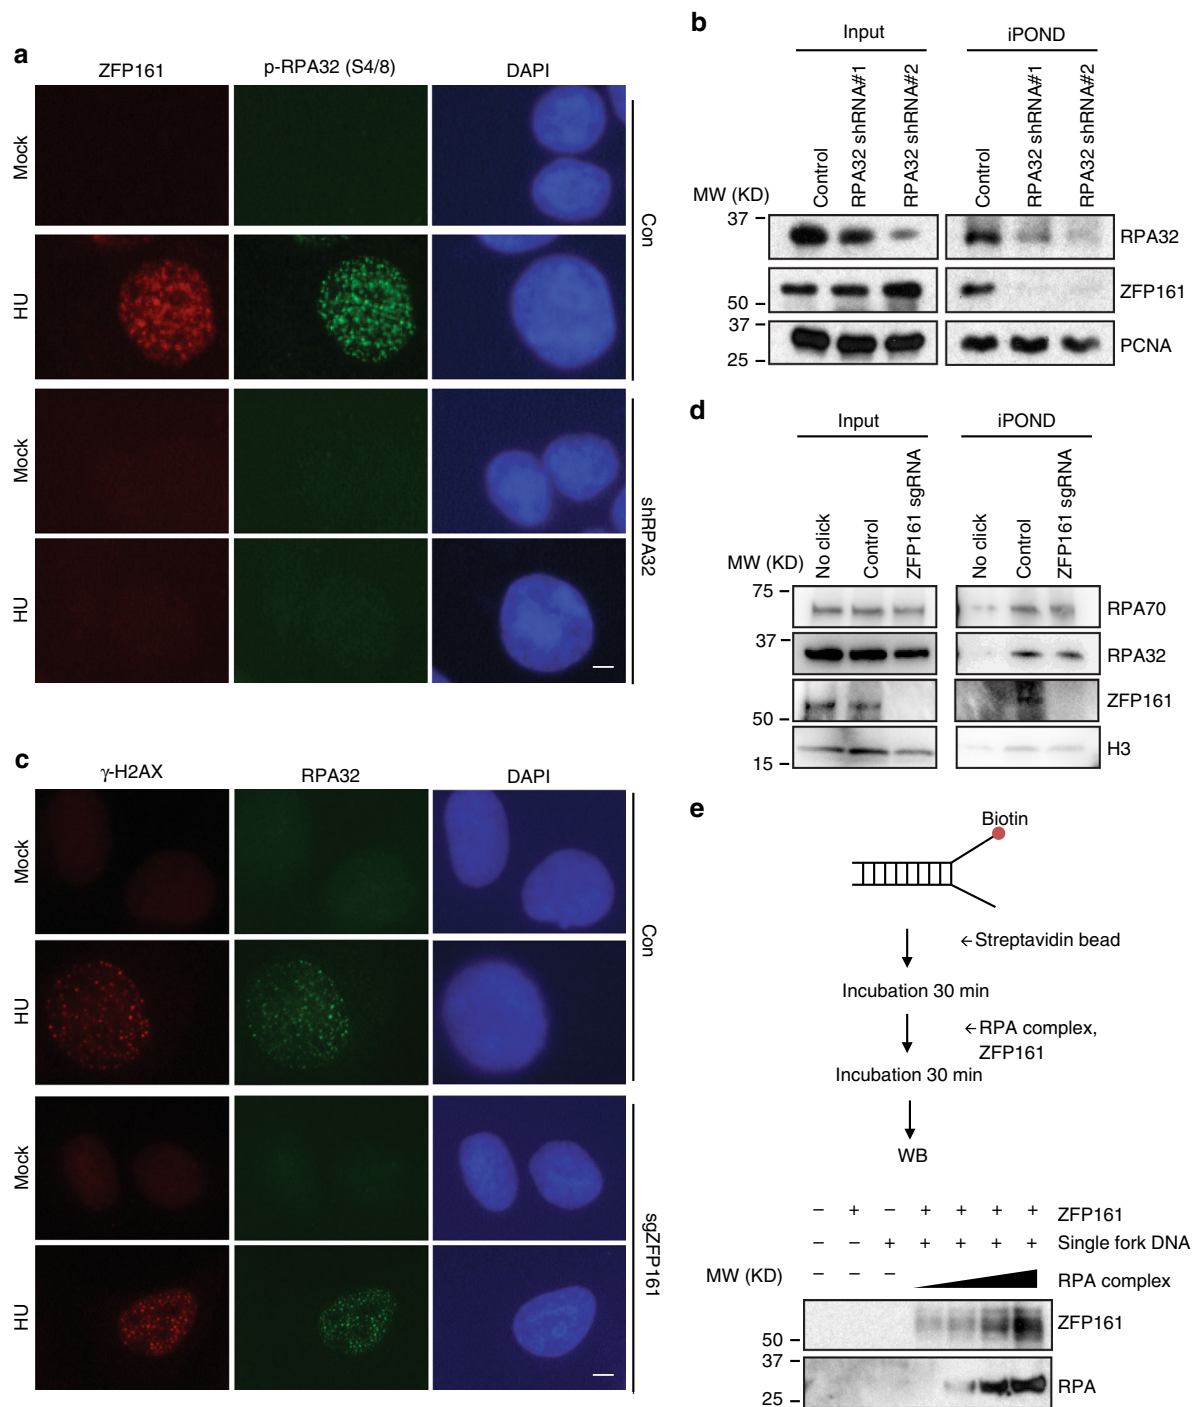 a
ZFP161 p-RPA32 (S4/8) DAPI
Mock
HU
Con
Mock
HU
shRPA32
b
Input iPOND
Control RPA32 shRNA#1 RPA32 shRNA#2 Control RPA32 shRNA#1 RPA32 shRNA#2
MW (KD)
37
RPA32
50
ZFP161
37
25
PCNA
c
γ-H2AX RPA32 DAPI
Mock
HU
Con
Mock
HU
sgZFP161
d
Input iPOND
No click Control ZFP161 sgRNA No click Control ZFP161 sgRNA
MW (KD)
75
RPA70
37
RPA32
50
ZFP161
15
H3
e
Biotin
←Streptavidin bead
Incubation 30 min
←RPA complex,
ZFP161
Incubation 30 min
WB
– + – + + + + ZFP161
– – + + + + + Single fork DNA
MW (KD) – – – RPA complex
50
ZFP161
37
25
RPA